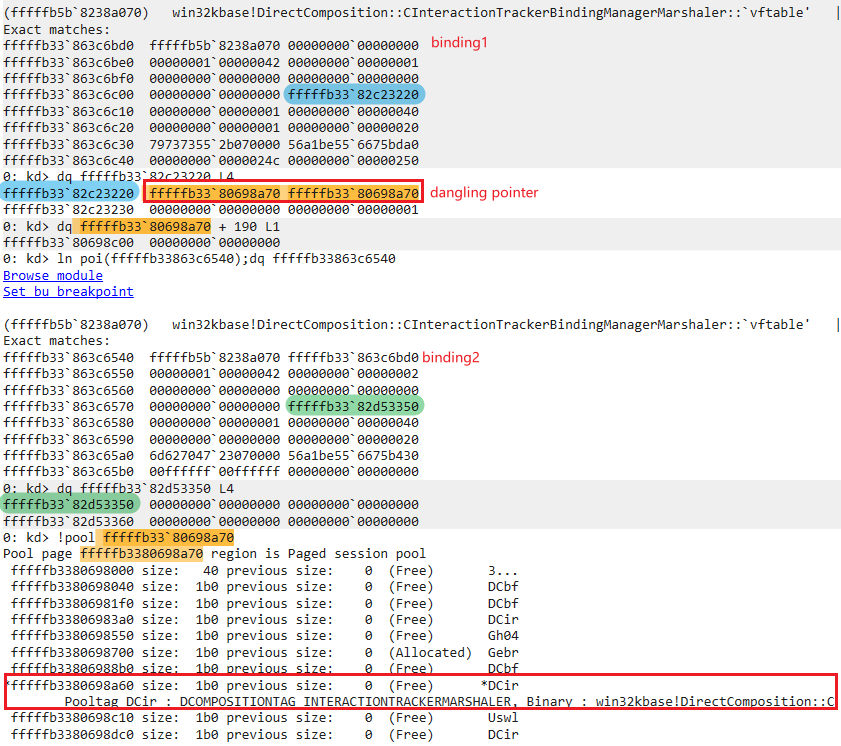 (fffffb5b`8238a070)   win32kbase!DirectComposition::CInteractionTrackerBindingManagerMarshaler::`vftable'   |
Exact matches:
fffffb33`863c6bd0  fffffb5b`8238a070 00000000`00000000 binding1
fffffb33`863c6be0  00000001`00000042 00000000`00000001
fffffb33`863c6bf0  00000000`00000000 00000000`00000000
fffffb33`863c6c00  00000000`00000000 fffffb33`82c23220
fffffb33`863c6c10  00000000`00000001 00000000`00000040
fffffb33`863c6c20  00000000`00000001 00000000`00000020
fffffb33`863c6c30  79737355`2b070000 56a1be55`6675bda0
fffffb33`863c6c40  00000000`0000024c 00000000`00000250
0: kd> dq fffffb33`82c23220 L4
fffffb33`82c23220  fffffb33`80698a70 fffffb33`80698a70 dangling pointer
fffffb33`82c23230  00000000`00000000 00000000`00000001
0: kd> dq fffffb33`80698a70 + 190 L1
fffffb33`80698c00  00000000`00000000
0: kd> ln poi(fffffb33863c6540);dq fffffb33863c6540
Browse module
Set bu breakpoint
(fffffb5b`8238a070)   win32kbase!DirectComposition::CInteractionTrackerBindingManagerMarshaler::`vftable'   |
Exact matches:
fffffb33`863c6540  fffffb5b`8238a070 fffffb33`863c6bd0 binding2
fffffb33`863c6550  00000001`00000042 00000000`00000002
fffffb33`863c6560  00000000`00000000 00000000`00000000
fffffb33`863c6570  00000000`00000000 fffffb33`82d53350
fffffb33`863c6580  00000000`00000001 00000000`00000040
fffffb33`863c6590  00000000`00000000 00000000`00000020
fffffb33`863c65a0  6d627047`23070000 56a1be55`6675b430
fffffb33`863c65b0  00ffffff`00ffffff 00000000`00000000
0: kd> dq fffffb33`82d53350 L4
fffffb33`82d53350  00000000`00000000 00000000`00000000
fffffb33`82d53360  00000000`00000000 00000000`00000000
0: kd> !pool fffffb33`80698a70
Pool page fffffb3380698a70 region is Paged session pool
 fffffb3380698000 size:   40 previous size:    0  (Free)       3...
 fffffb3380698040 size:  1b0 previous size:    0  (Free)       DCbf
 fffffb33806981f0 size:  1b0 previous size:    0  (Free)       DCbf
 fffffb33806983a0 size:  1b0 previous size:    0  (Free)       DCir
 fffffb3380698550 size:  1b0 previous size:    0  (Free)       Gh04
 fffffb3380698700 size:  1b0 previous size:    0  (Allocated)  Gebr
 fffffb33806988b0 size:  1b0 previous size:    0  (Free)       DCbf
*fffffb3380698a60 size:  1b0 previous size:    0  (Free)      *DCir
        Pooltag DCir : DCOMPOSITIONTAG_INTERACTIONTRACKERMARSHALER, Binary : win32kbase!DirectComposition::C
 fffffb3380698c10 size:  1b0 previous size:    0  (Free)       Uswl
 fffffb3380698dc0 size:  1b0 previous size:    0  (Free)       DCir